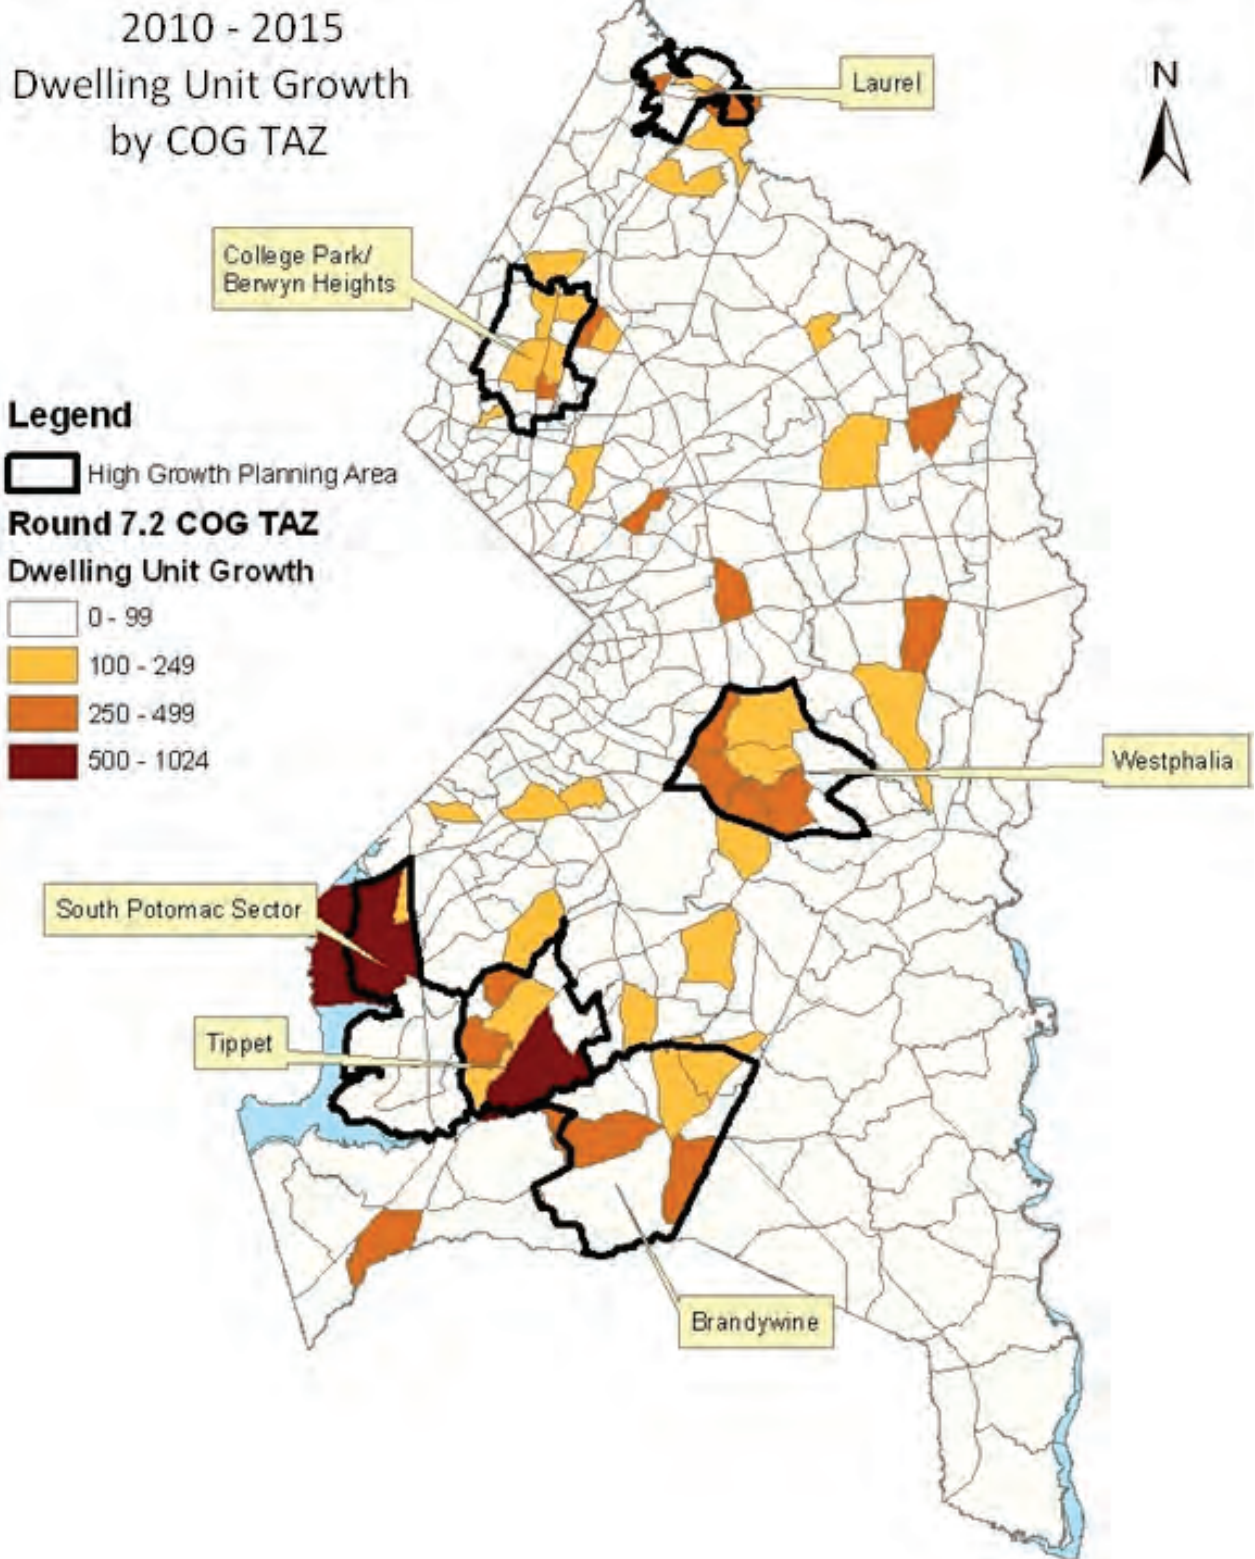 2010 - 2015
Dwelling Unit Growth
by COG TAZ
N
Laurel
College Park/
Berwyn Heights
Legend
High Growth Planning Area
Round 7.2 COG TAZ
Dwelling Unit Growth
0 - 99
100 - 249
250 - 499
500 - 1024
Westphalia
South Potomac Sector
Tippet
Brandywine